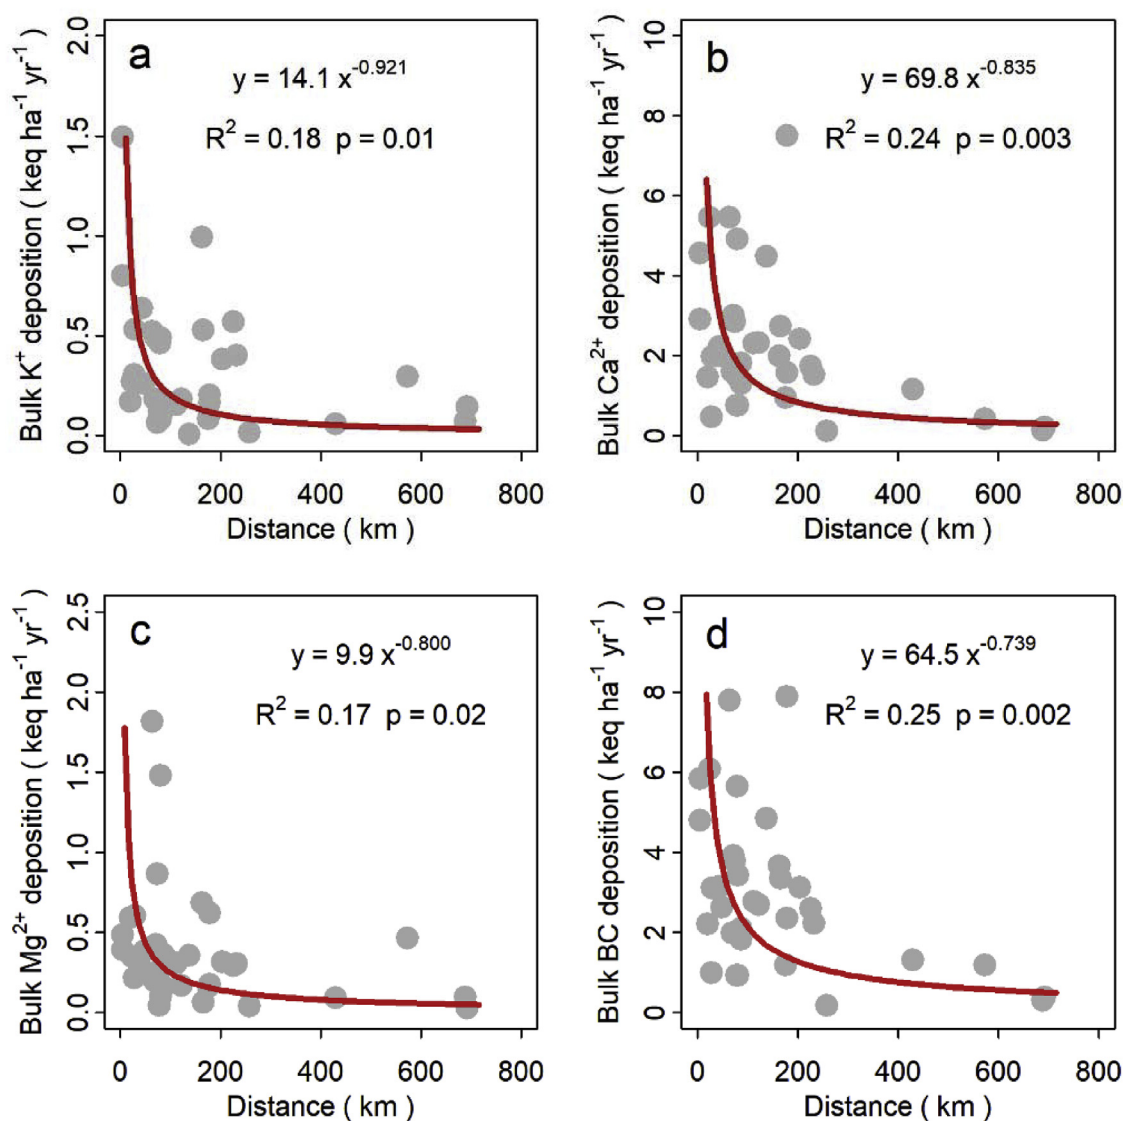 a
y = 14.1 x^-0.921
R^2 = 0.18 p = 0.01
Bulk K^+ deposition ( keq ha^-1 yr^-1 )
2.0
1.5
1.0
0.5
0.0
0 200 400 600 800
Distance ( km )
b
y = 69.8 x^-0.835
R^2 = 0.24 p = 0.003
Bulk Ca^2+ deposition ( keq ha^-1 yr^-1 )
10
8
6
4
2
0
0 200 400 600 800
Distance ( km )
c
y = 9.9 x^-0.800
R^2 = 0.17 p = 0.02
Bulk Mg^2+ deposition ( keq ha^-1 yr^-1 )
2.5
2.0
1.5
1.0
0.5
0.0
0 200 400 600 800
Distance ( km )
d
y = 64.5 x^-0.739
R^2 = 0.25 p = 0.002
Bulk BC deposition ( keq ha^-1 yr^-1 )
10
8
6
4
2
0
0 200 400 600 800
Distance ( km )